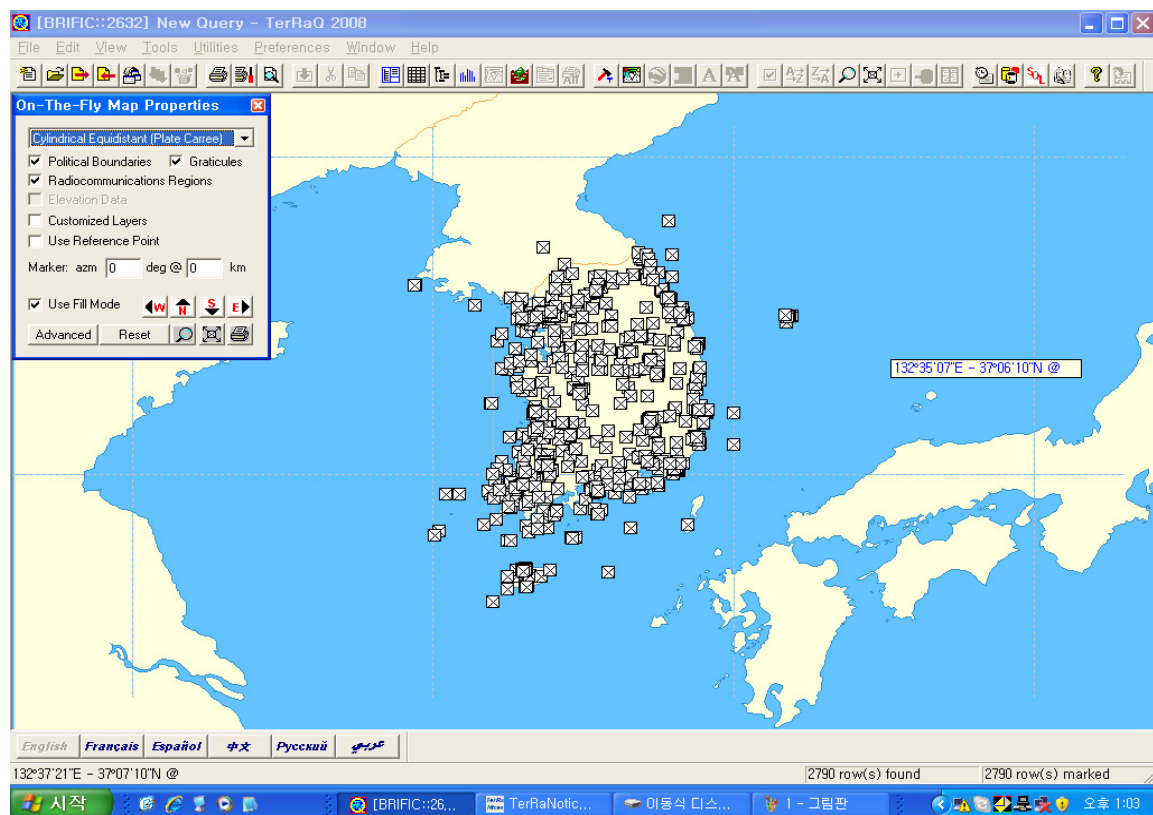 [BRIFIC::2632] New Query - TerRaQ 2008
File Edit View Tools Utilities Preferences Window Help
On-The-Fly Map Properties
Cylindrical Equidistant (Plate Carree)
Political Boundaries Graticules
Radiocommunications Regions
Elevation Data
Customized Layers
Use Reference Point
Marker: azm 0 deg @ 0 km
Use Fill Mode W N S E
Advanced Reset
132°35'07"E - 37°06'10"N @
English Français Español 中文 Русский عربي
132°37'21"E - 37°07'10"N @ 2790 row(s) found 2790 row(s) marked
시작 [BRIFIC::26... TerRaNotic... 이동식 디스... 1 - 그림판 오후 1:03